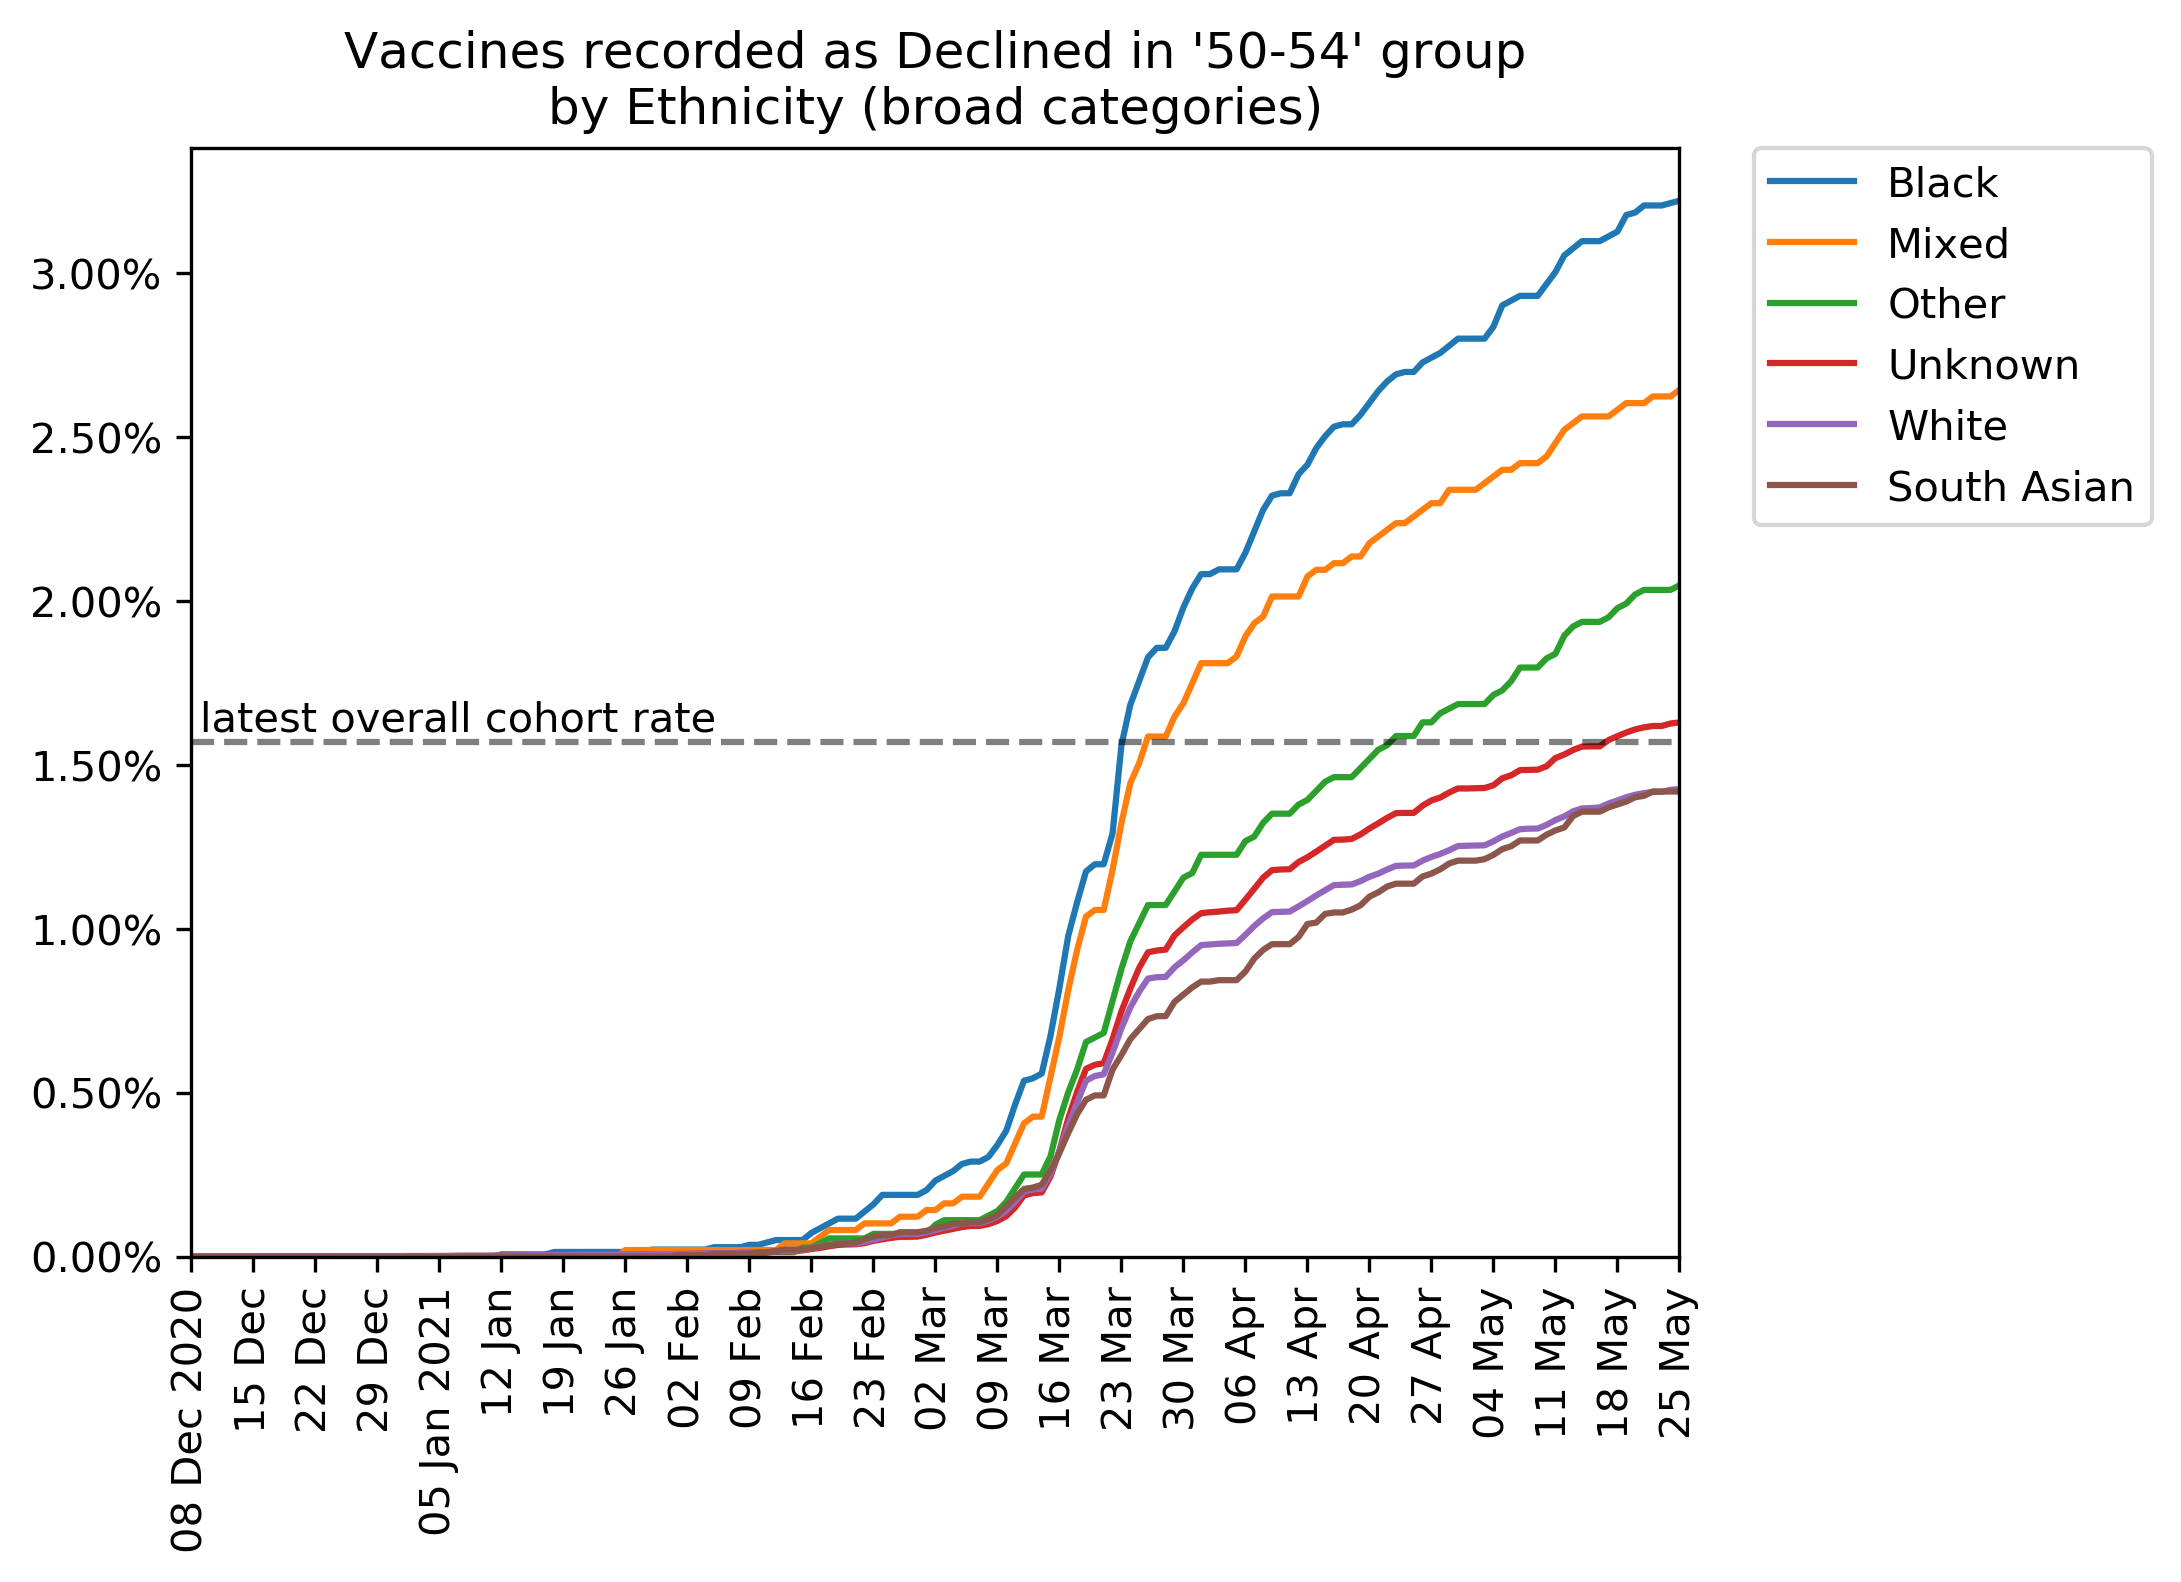 Vaccines recorded as Declined in '50-54' group
by Ethnicity (broad categories)
3.00%
2.50%
2.00%
1.50%
1.00%
0.50%
0.00%
latest overall cohort rate
08 Dec 2020
15 Dec
22 Dec
29 Dec
05 Jan 2021
12 Jan
19 Jan
26 Jan
02 Feb
09 Feb
16 Feb
23 Feb
02 Mar
09 Mar
16 Mar
23 Mar
30 Mar
06 Apr
13 Apr
20 Apr
27 Apr
04 May
11 May
18 May
25 May
Black
Mixed
Other
Unknown
White
South Asian